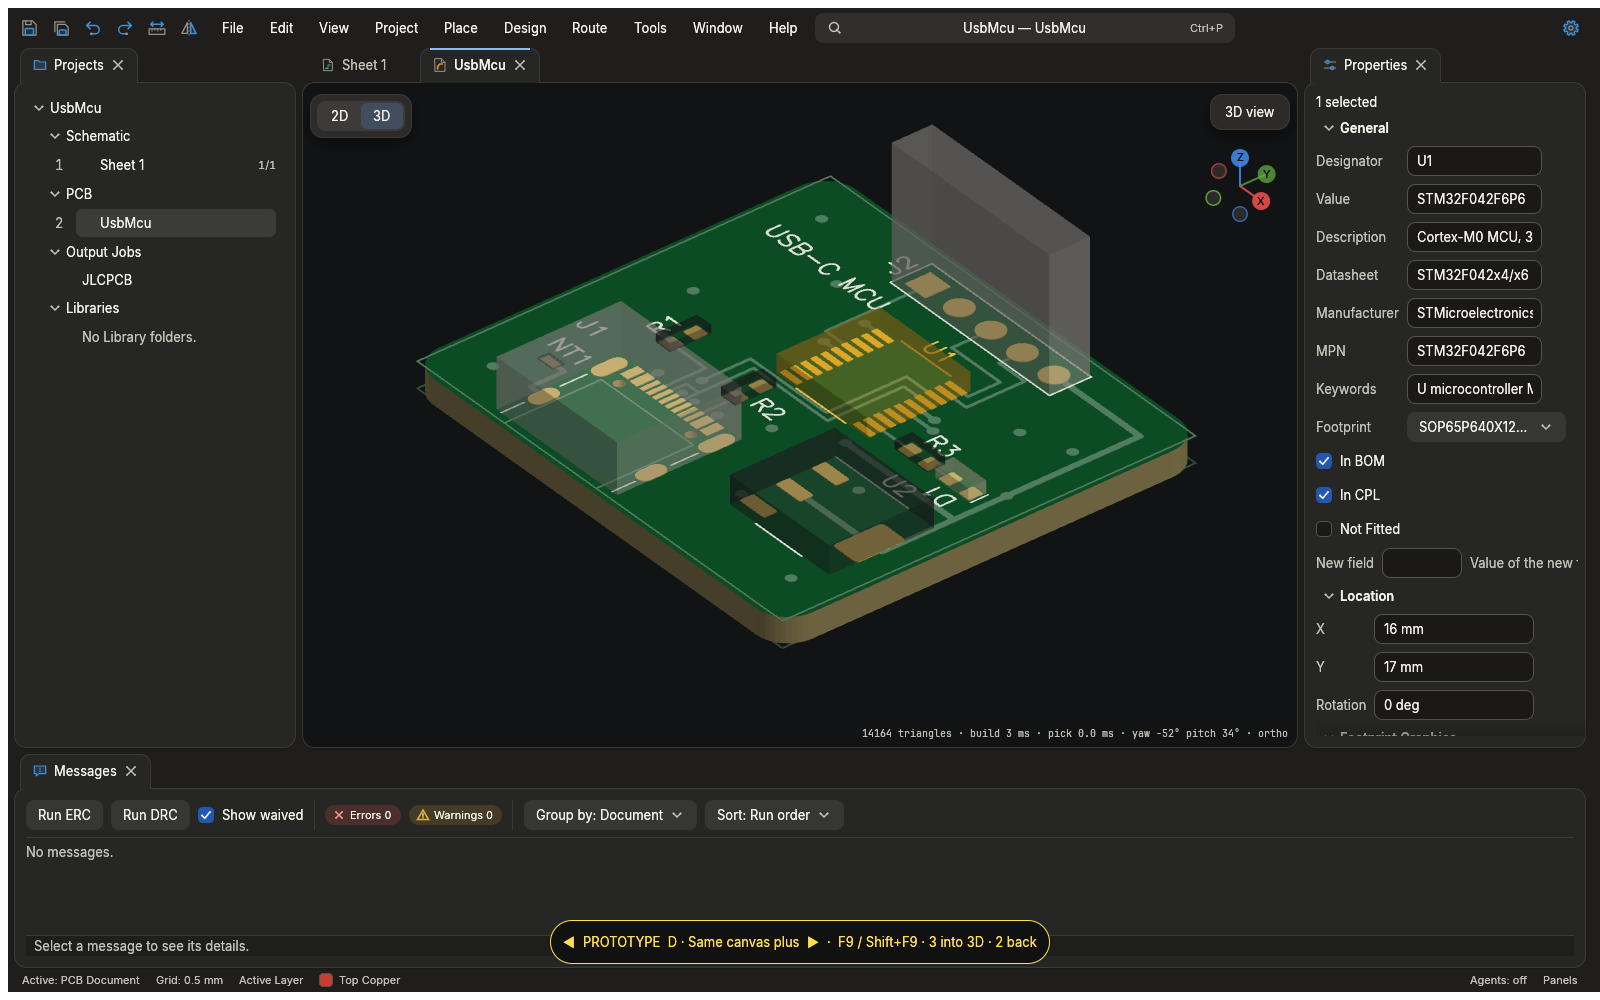 File Edit View Project Place Design Route Tools Window Help UsbMcu — UsbMcu Ctrl+P
Projects
Sheet 1
UsbMcu
Properties
UsbMcu
Schematic
1 Sheet 1 1/1
PCB
2 UsbMcu
Output Jobs
JLCPCB
Libraries
No Library folders.
2D 3D
3D view
Z
Y
X
USB-C MCU
J2
J1
NT1
R1
U1
R2
R3
U2
D1
14164 triangles · build 3 ms · pick 0.0 ms · yaw -52° pitch 34° · ortho
1 selected
General
Designator U1
Value STM32F042F6P6
Description Cortex-M0 MCU, 3
Datasheet STM32F042x4/x6
Manufacturer STMicroelectronics
MPN STM32F042F6P6
Keywords U microcontroller
Footprint SOP65P640X12...
In BOM
In CPL
Not Fitted
New field Value of the new
Location
X 16 mm
Y 17 mm
Rotation 0 deg
Footprint Graphics
Messages
Run ERC Run DRC Show waived Errors 0 Warnings 0 Group by: Document Sort: Run order
No messages.
Select a message to see its details.
◀ PROTOTYPE D · Same canvas plus ▶ · F9 / Shift+F9 · 3 into 3D · 2 back
Active: PCB Document Grid: 0.5 mm Active Layer Top Copper Agents: off Panels